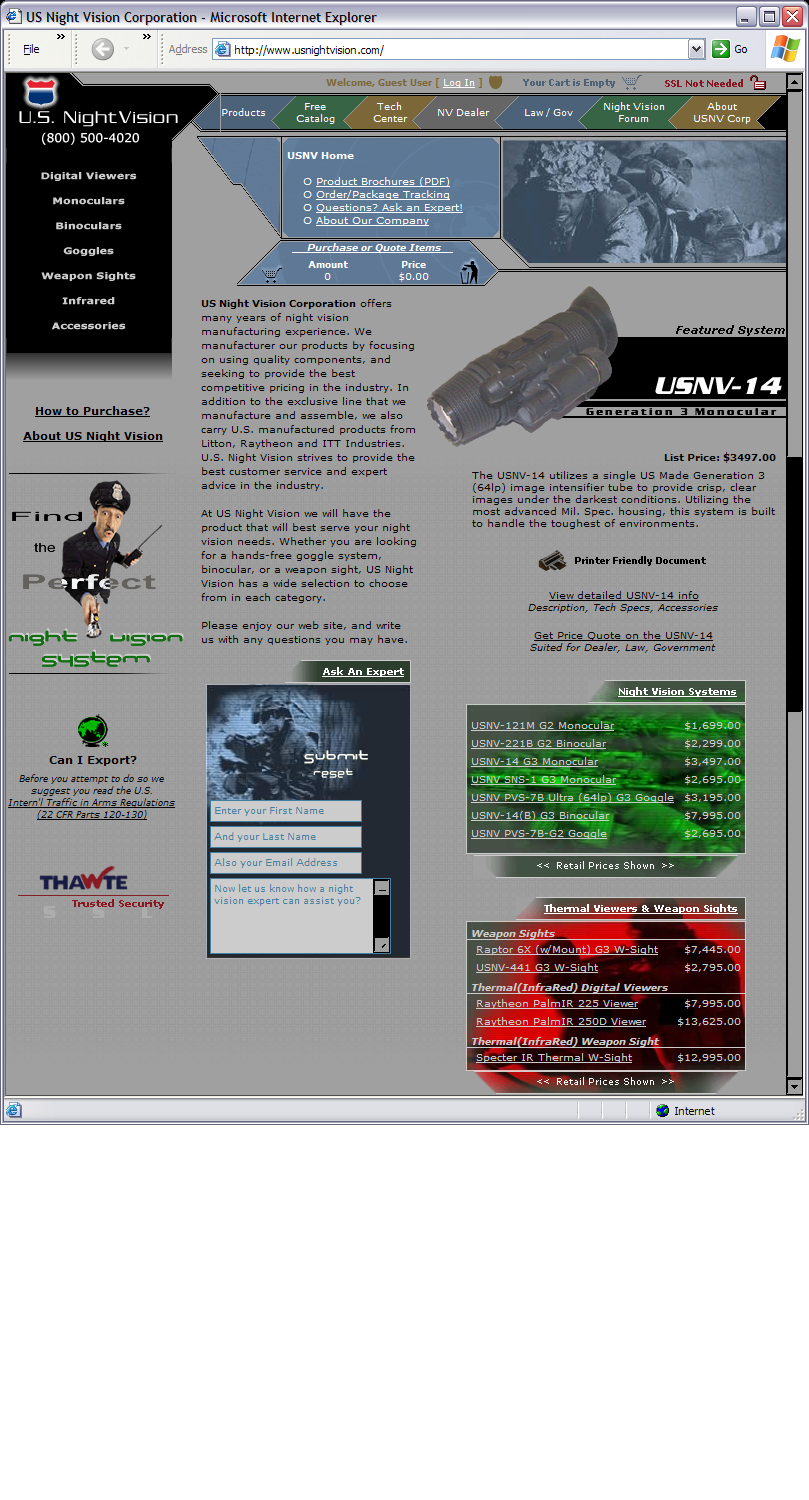 US Night Vision Corporation - Microsoft Internet Explorer
File
Address
http://www.usnightvision.com/
Go
Welcome, Guest User [ Log In ]
Your Cart is Empty
SSL Not Needed
U.S. NightVision
(800) 500-4020
Products
Free Catalog
Tech Center
NV Dealer
Law / Gov
Night Vision Forum
About USNV Corp
Digital Viewers
Monoculars
Binoculars
Goggles
Weapon Sights
Infrared
Accessories
How to Purchase?
About US Night Vision
Find
the
Perfect
night vision
system
Can I Export?
Before you attempt to do so we
suggest you read the U.S.
Intern'l Traffic in Arms Regulations
(22 CFR Parts 120-130)
THAWTE
Trusted Security
S S L
USNV Home
O Product Brochures (PDF)
O Order/Package Tracking
O Questions? Ask an Expert!
O About Our Company
Purchase or Quote Items
Amount Price
0 $0.00
US Night Vision Corporation offers
many years of night vision
manufacturing experience. We
manufacturer our products by focusing
on using quality components, and
seeking to provide the best
competitive pricing in the industry. In
addition to the exclusive line that we
manufacture and assemble, we also
carry U.S. manufactured products from
Litton, Raytheon and ITT Industries.
U.S. Night Vision strives to provide the
best customer service and expert
advice in the industry.
At US Night Vision we will have the
product that will best serve your night
vision needs. Whether you are looking
for a hands-free goggle system,
binocular, or a weapon sight, US Night
Vision has a wide selection to choose
from in each category.
Please enjoy our web site, and write
us with any questions you may have.
Ask An Expert
submit
reset
Enter your First Name
And your Last Name
Also your Email Address
Now let us know how a night
vision expert can assist you?
Featured System
USNV-14
Generation 3 Monocular
List Price: $3497.00
The USNV-14 utilizes a single US Made Generation 3
(64lp) image intensifier tube to provide crisp, clear
images under the darkest conditions. Utilizing the
most advanced Mil. Spec. housing, this system is built
to handle the toughest of environments.
Printer Friendly Document
View detailed USNV-14 info
Description, Tech Specs, Accessories
Get Price Quote on the USNV-14
Suited for Dealer, Law, Government
Night Vision Systems
USNV-121M G2 Monocular $1,699.00
USNV-221B G2 Binocular $2,299.00
USNV-14 G3 Monocular $3,497.00
USNV SNS-1 G3 Monocular $2,695.00
USNV PVS-7B Ultra (64lp) G3 Goggle $3,195.00
USNV-14(B) G3 Binocular $7,995.00
USNV PVS-7B-G2 Goggle $2,695.00
<< Retail Prices Shown >>
Thermal Viewers & Weapon Sights
Weapon Sights
Raptor 6X (w/Mount) G3 W-Sight $7,445.00
USNV-441 G3 W-Sight $2,795.00
Thermal(InfraRed) Digital Viewers
Raytheon PalmIR 225 Viewer $7,995.00
Raytheon PalmIR 250D Viewer $13,625.00
Thermal(InfraRed) Weapon Sight
Specter IR Thermal W-Sight $12,995.00
<< Retail Prices Shown >>
Internet